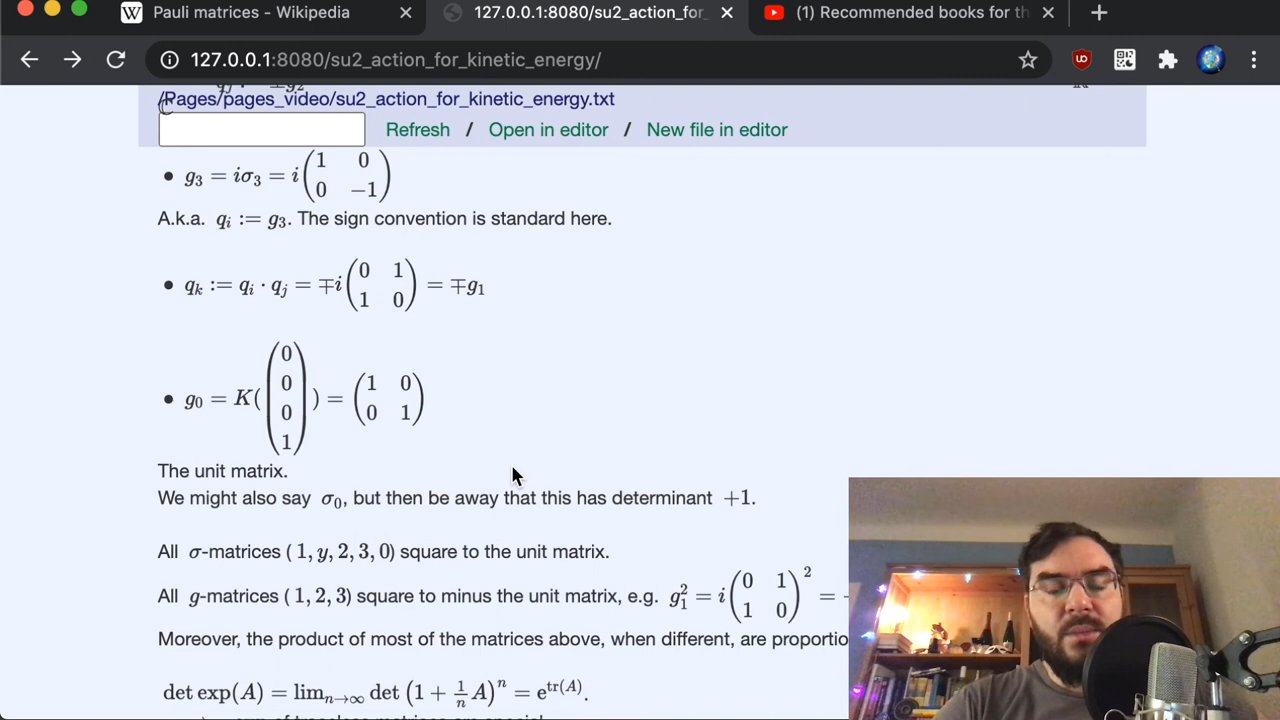 Pauli matrices - Wikipedia
127.0.0.1:8080/su2_action_for_
(1) Recommended books for th
127.0.0.1:8080/su2_action_for_kinetic_energy/
/Pages/pages_video/su2_action_for_kinetic_energy.txt
Refresh / Open in editor / New file in editor
• g₃ = iσ₃ = i(1 0 0 −1)
A.k.a. qᵢ := g₃. The sign convention is standard here.
• qₖ := qᵢ · qⱼ = ∓i(0 1 1 0) = ∓g₁
• g₀ = K((0 0 0 1)) = (1 0 0 1)
The unit matrix.
We might also say σ₀, but then be away that this has determant +1.
All σ-matrices (1, y, 2, 3, 0) square to the unit matrix.
All g-matrices (1, 2, 3) square to minus the unit matrix, e.g. g₁² = i(0 1 1 0)² = −
Moreover, the product of most of the matrices above, when different, are proportio
det exp(A) = limₙ→∞ det (1 + 1/n A)ⁿ = e^tr(A).